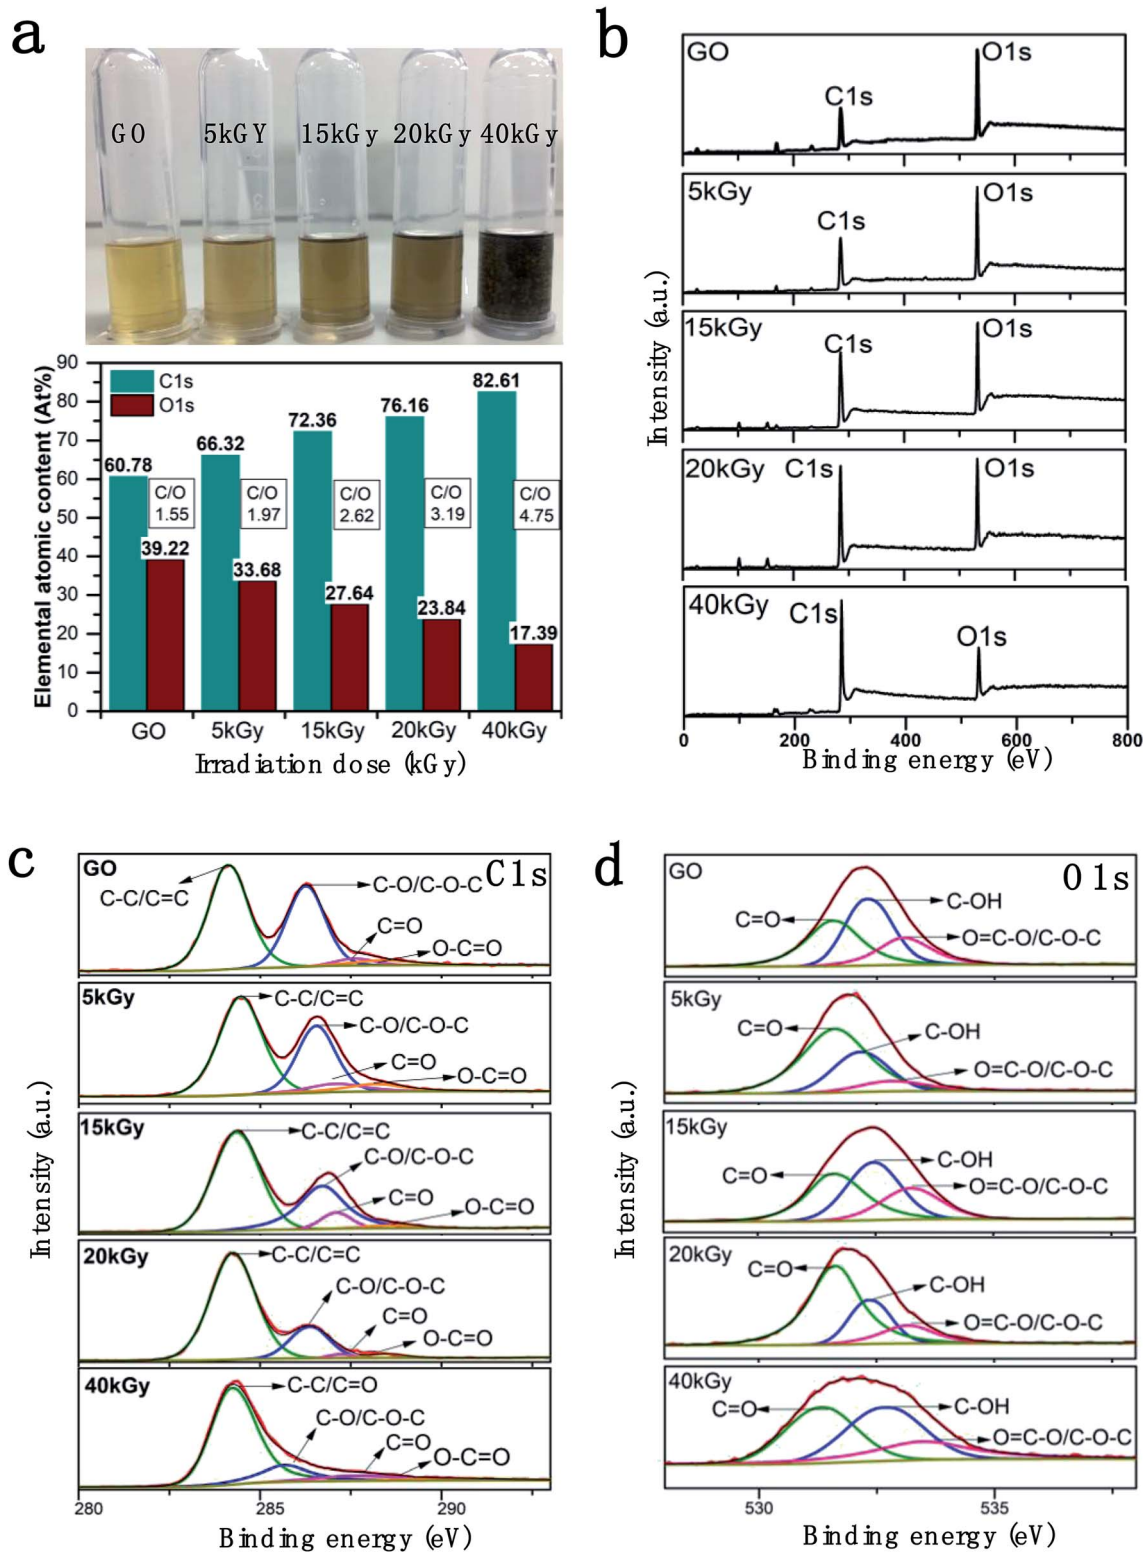 a
GO 5kGY 15kGy 20kGy 40kGy
Elemental atomic content (At%)
90
80
70
60
50
40
30
20
10
0
C1s
O1s
60.78
39.22
C/O
1.55
66.32
33.68
C/O
1.97
72.36
27.64
C/O
2.62
76.16
23.84
C/O
3.19
82.61
17.39
C/O
4.75
GO 5kGy 15kGy 20kGy 40kGy
Irradiation dose (kGy)
b
Intensity (a.u.)
GO
C1s
O1s
5kGy
C1s
O1s
15kGy
C1s
O1s
20kGy
C1s
O1s
40kGy
C1s
O1s
0 200 400 600 800
Binding energy (eV)
c
Intensity (a.u.)
GO
C1s
C-C/C=C
C-O/C-O-C
C=O
O-C=O
5kGy
C-C/C=C
C-O/C-O-C
C=O
O-C=O
15kGy
C-C/C=C
C-O/C-O-C
C=O
O-C=O
20kGy
C-C/C=C
C-O/C-O-C
C=O
O-C=O
40kGy
C-C/C=O
C-O/C-O-C
C=O
O-C=O
280 285 290
Binding energy (eV)
d
Intensity (a.u.)
GO
O1s
C=O
C-OH
O=C-O/C-O-C
5kGy
C=O
C-OH
O=C-O/C-O-C
15kGy
C=O
C-OH
O=C-O/C-O-C
20kGy
C=O
C-OH
O=C-O/C-O-C
40kGy
C=O
C-OH
O=C-O/C-O-C
530 535
Binding energy (eV)